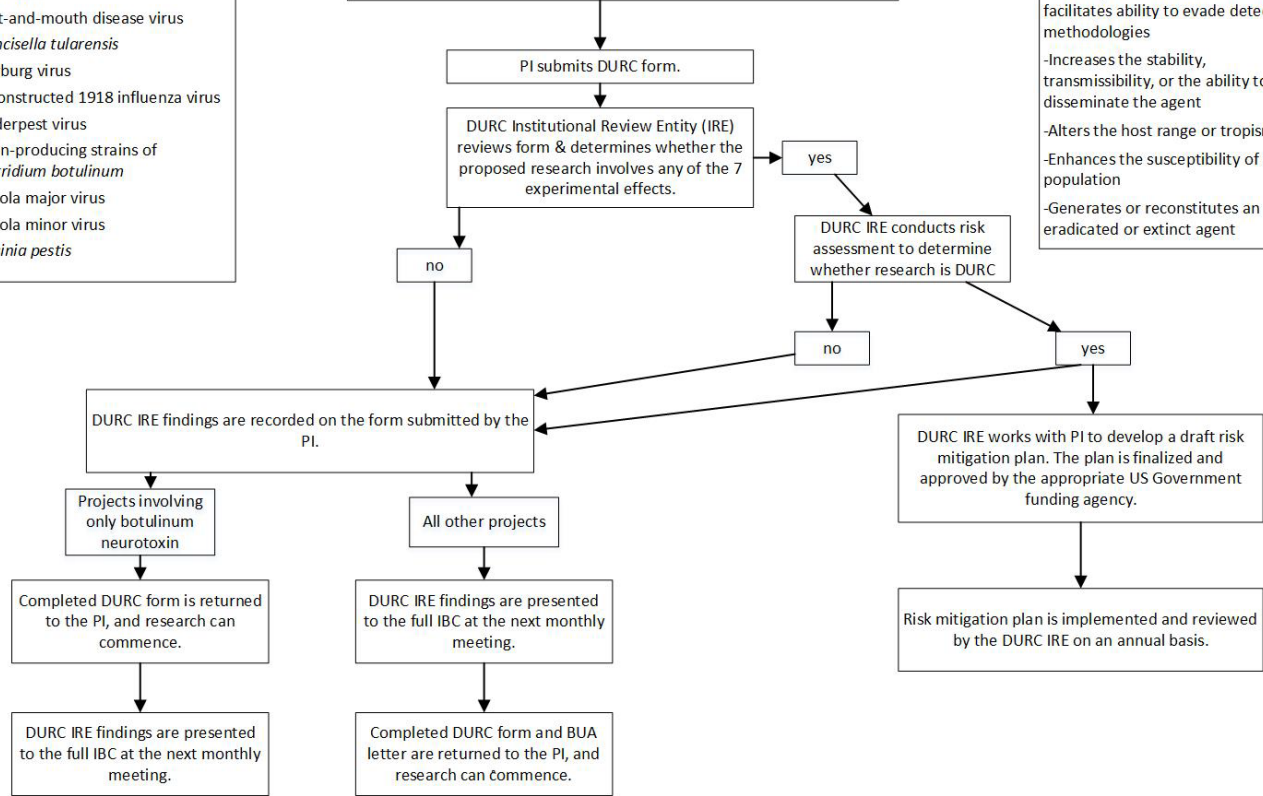 t-and-mouth disease virus
ncisella tularensis
rburg virus
onstructed 1918 influenza virus
derpest virus
n-producing strains of
tridium botulinum
ola major virus
ola minor virus
inia pestis
PI submits DURC form.
DURC Institutional Review Entity (IRE)
reviews form & determines whether the
proposed research involves any of the 7
experimental effects.
yes
facilitates ability to evade dete
methodologies
-Increases the stability,
transmissibility, or the ability to
disseminate the agent
-Alters the host range or tropis
-Enhances the susceptibility of
population
-Generates or reconstitutes an
eradicated or extinct agent
no
DURC IRE conducts risk
assessment to determine
whether research is DURC
no
yes
DURC IRE findings are recorded on the form submitted by the
PI.
DURC IRE works with PI to develop a draft risk
mitigation plan. The plan is finalized and
approved by the appropriate US Government
funding agency.
Projects involving
only botulinum
neurotoxin
All other projects
Completed DURC form is returned
to the PI, and research can
commence.
DURC IRE findings are presented
to the full IBC at the next monthly
meeting.
Risk mitigation plan is implemented and reviewed
by the DURC IRE on an annual basis.
DURC IRE findings are presented
to the full IBC at the next monthly
meeting.
Completed DURC form and BUA
letter are returned to the PI, and
research can commence.